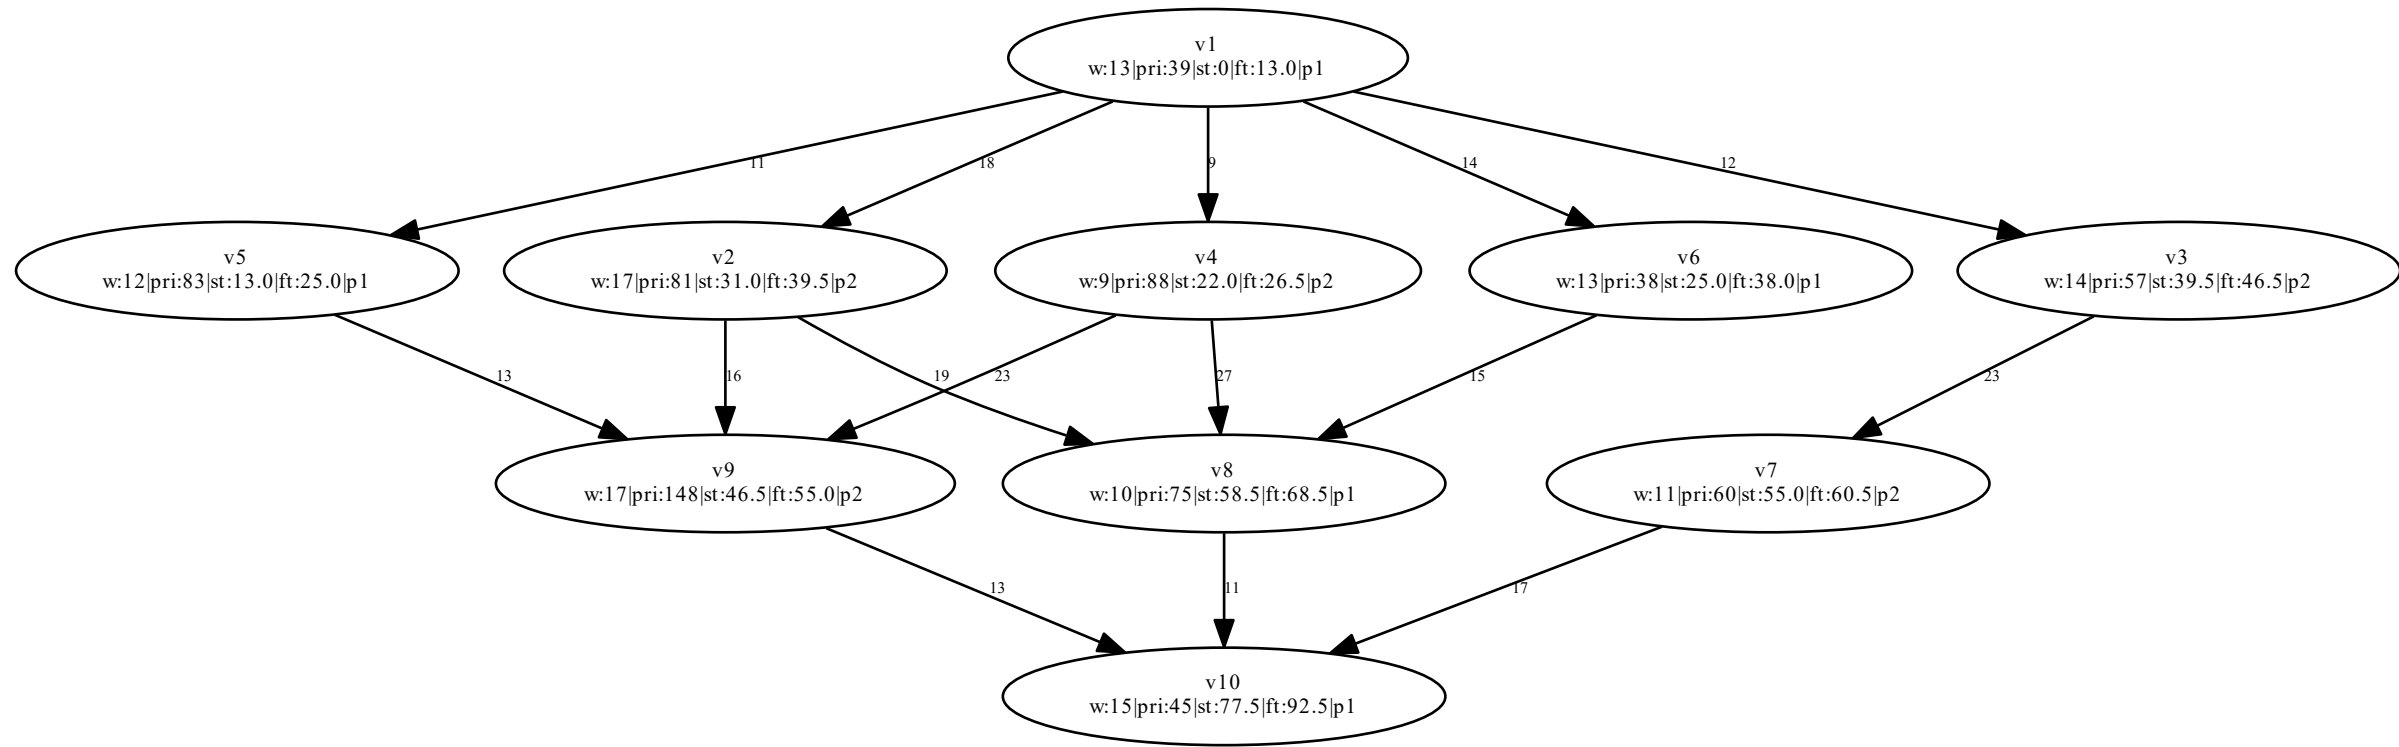 v1
w:13|pri:39|st:0|ft:13.0|p1
11
18
9
14
12
v5
w:12|pri:83|st:13.0|ft:25.0|p1
v2
w:17|pri:81|st:31.0|ft:39.5|p2
v4
w:9|pri:88|st:22.0|ft:26.5|p2
v6
w:13|pri:38|st:25.0|ft:38.0|p1
v3
w:14|pri:57|st:39.5|ft:46.5|p2
13
16
19
23
27
15
23
v9
w:17|pri:148|st:46.5|ft:55.0|p2
v8
w:10|pri:75|st:58.5|ft:68.5|p1
v7
w:11|pri:60|st:55.0|ft:60.5|p2
13
11
17
v10
w:15|pri:45|st:77.5|ft:92.5|p1